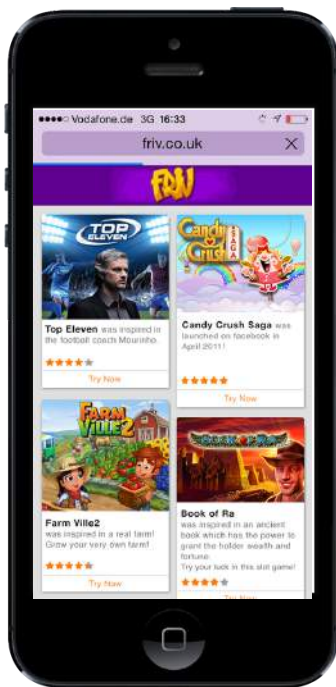 Vodafone.de 3G 16:33
friv.co.uk X
FRIV
TOP
ELEVEN
Top Eleven was inspired in
the football coach Mourinho.
Try Now
Candy
Crush
SAGA
Candy Crush Saga was
launched on facebook in
April 2011!
Try Now
FARM
VILLE2
Farm Ville2
was inspired in a real farm!
Grow your very own farm!
Try Now
BOOK OF RA
Book of Ra
was inspired in an ancient
book which has the power to
grant the holder wealth and
fortune.
Try your luck in this slot game!
Try Now